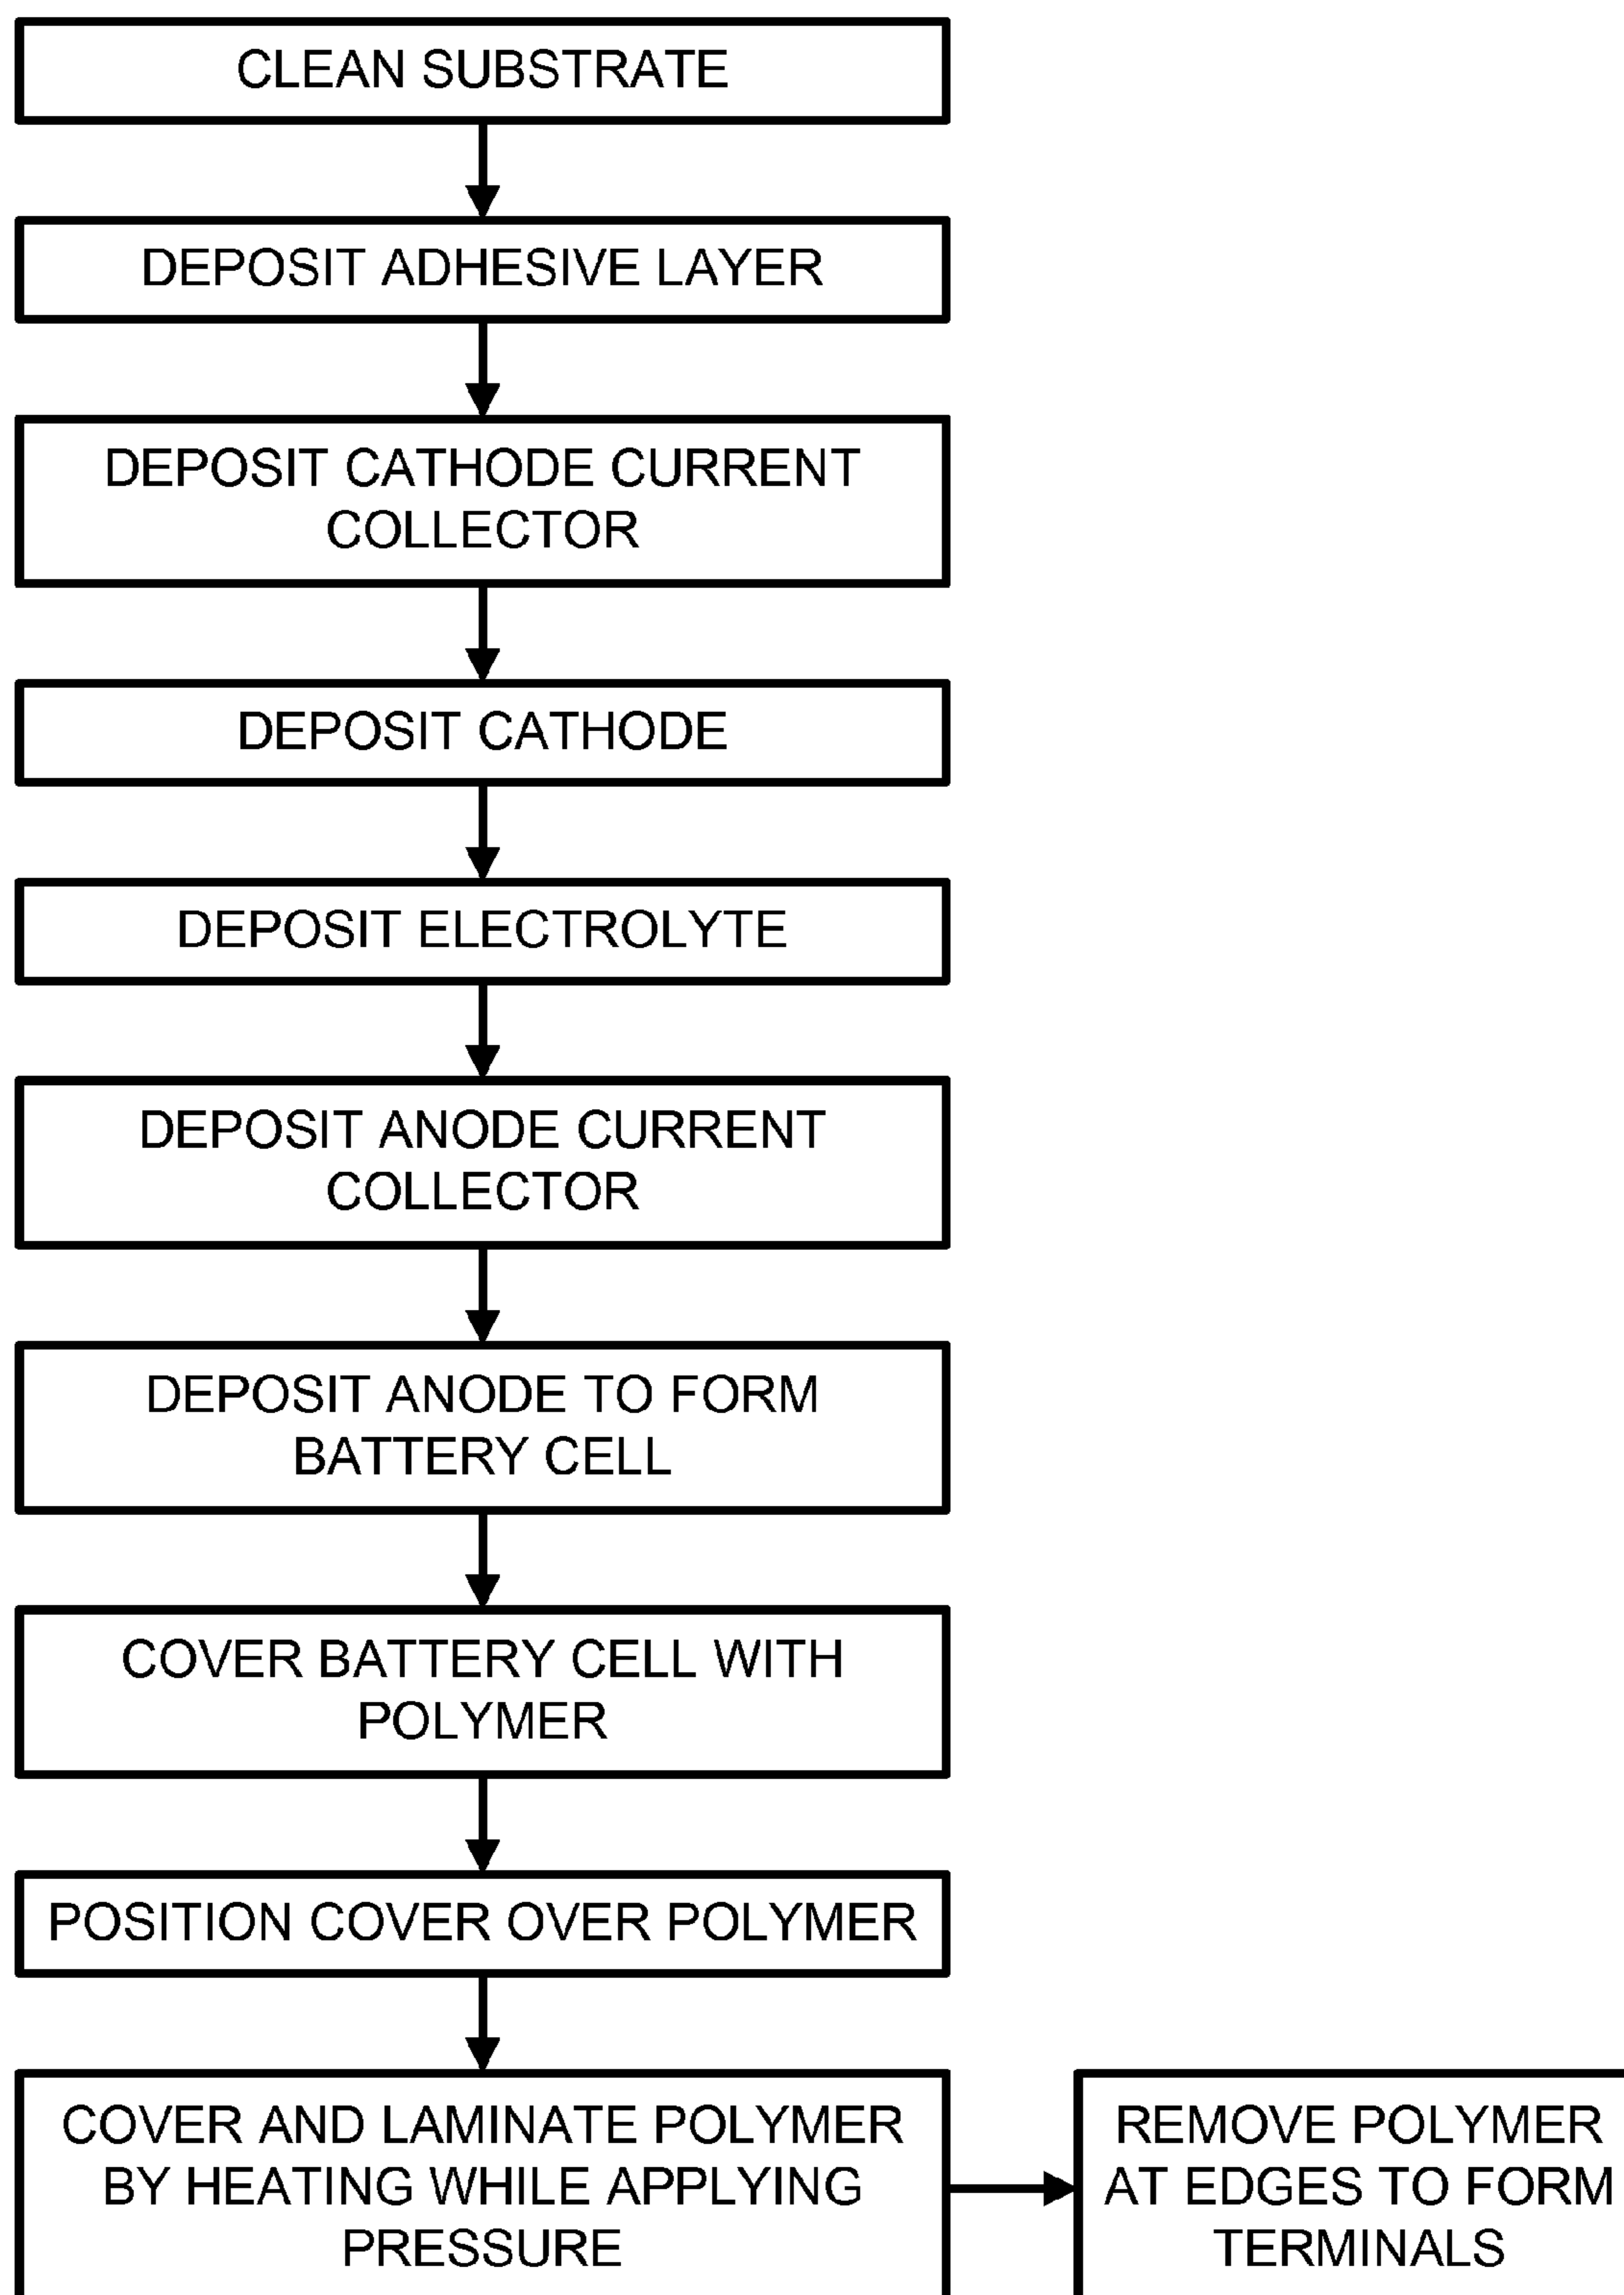 CLEAN SUBSTRATE
DEPOSIT ADHESIVE LAYER
DEPOSIT CATHODE CURRENT
COLLECTOR
DEPOSIT CATHODE
DEPOSIT ELECTROLYTE
DEPOSIT ANODE CURRENT
COLLECTOR
DEPOSIT ANODE TO FORM
BATTERY CELL
COVER BATTERY CELL WITH
POLYMER
POSITION COVER OVER POLYMER
COVER AND LAMINATE POLYMER
BY HEATING WHILE APPLYING
PRESSURE
REMOVE POLYMER
AT EDGES TO FORM
TERMINALS